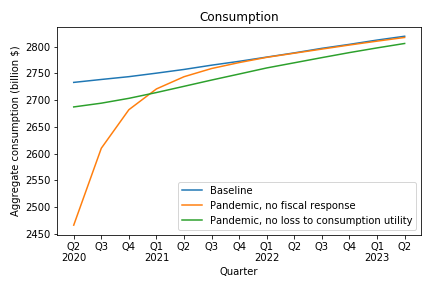 Consumption
Aggregate consumption (billion $)
2800
2750
2700
2650
2600
2550
2500
2450
Baseline
Pandemic, no fiscal response
Pandemic, no loss to consumption utility
Q2 Q3 Q4 Q1 Q2 Q3 Q4 Q1 Q2 Q3 Q4 Q1 Q2
2020 2021 2022 2023
Quarter